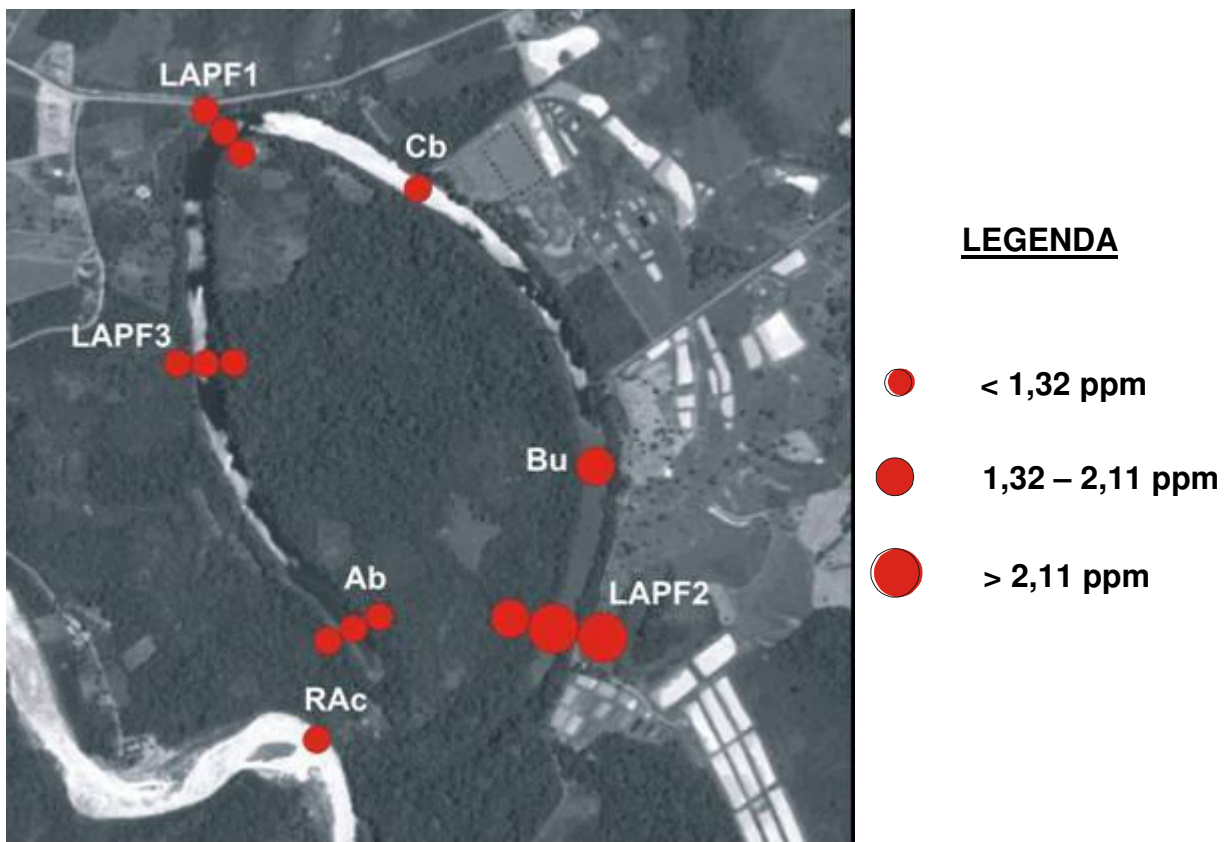 LAPF1
Cb
LEGENDA
LAPF3
< 1,32 ppm
Bu
1,32 – 2,11 ppm
Ab
LAPF2
> 2,11 ppm
RAc